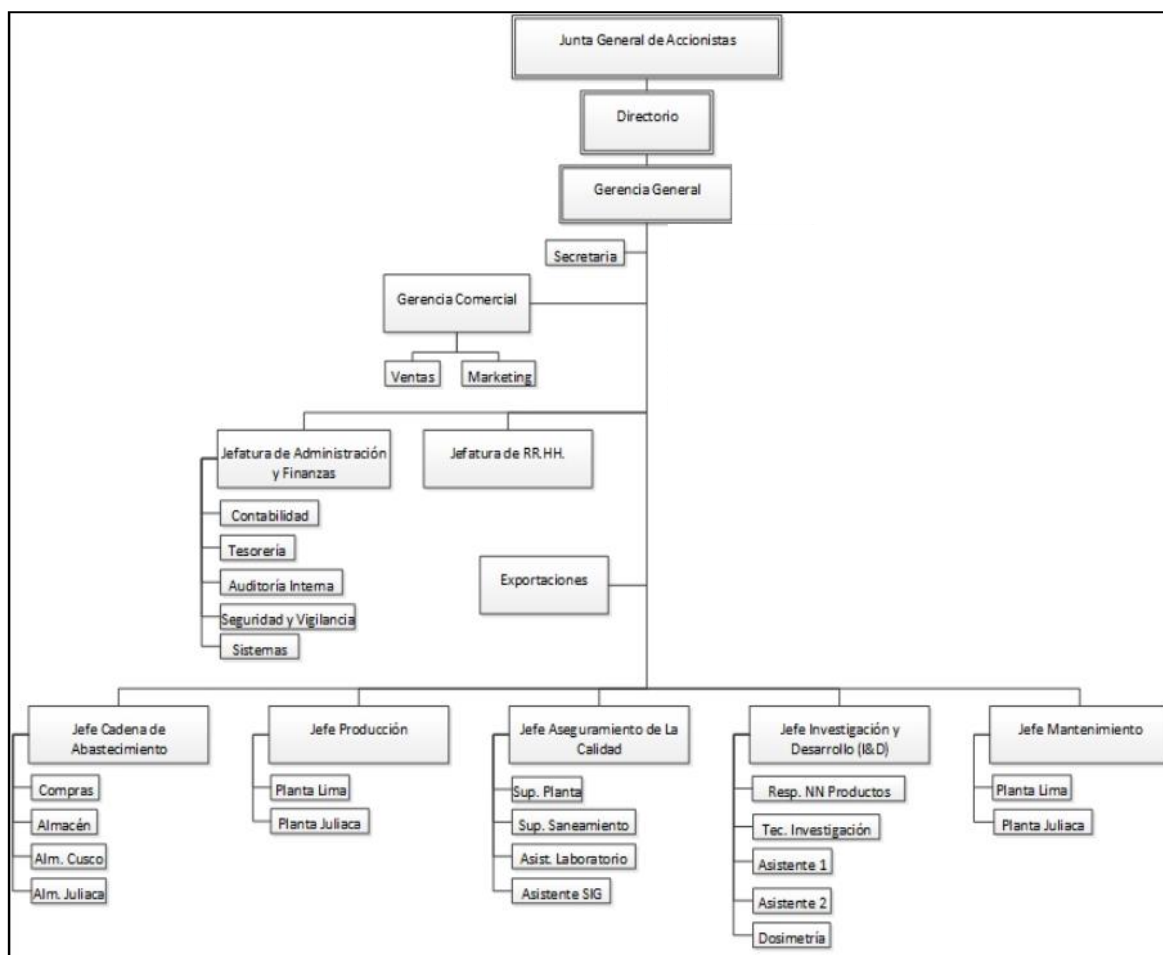 Junta General de Accionistas
Directorio
Gerencia General
Secretaria
Gerencia Comercial
Ventas
Marketing
Jefatura de Administración
y Finanzas
Jefatura de RR.HH.
Contabilidad
Tesorería
Auditoría Interna
Seguridad y Vigilancia
Sistemas
Exportaciones
Jefe Cadena de
Abastecimiento
Compras
Almacén
Alm. Cusco
Alm. Juliaca
Jefe Producción
Planta Lima
Planta Juliaca
Jefe Aseguramiento de La
Calidad
Sup. Planta
Sup. Saneamiento
Asist. Laboratorio
Asistente SIG
Jefe Investigación y
Desarrollo (I&D)
Resp. NN Productos
Tec. Investigación
Asistente 1
Asistente 2
Dosimetría
Jefe Mantenimiento
Planta Lima
Planta Juliaca